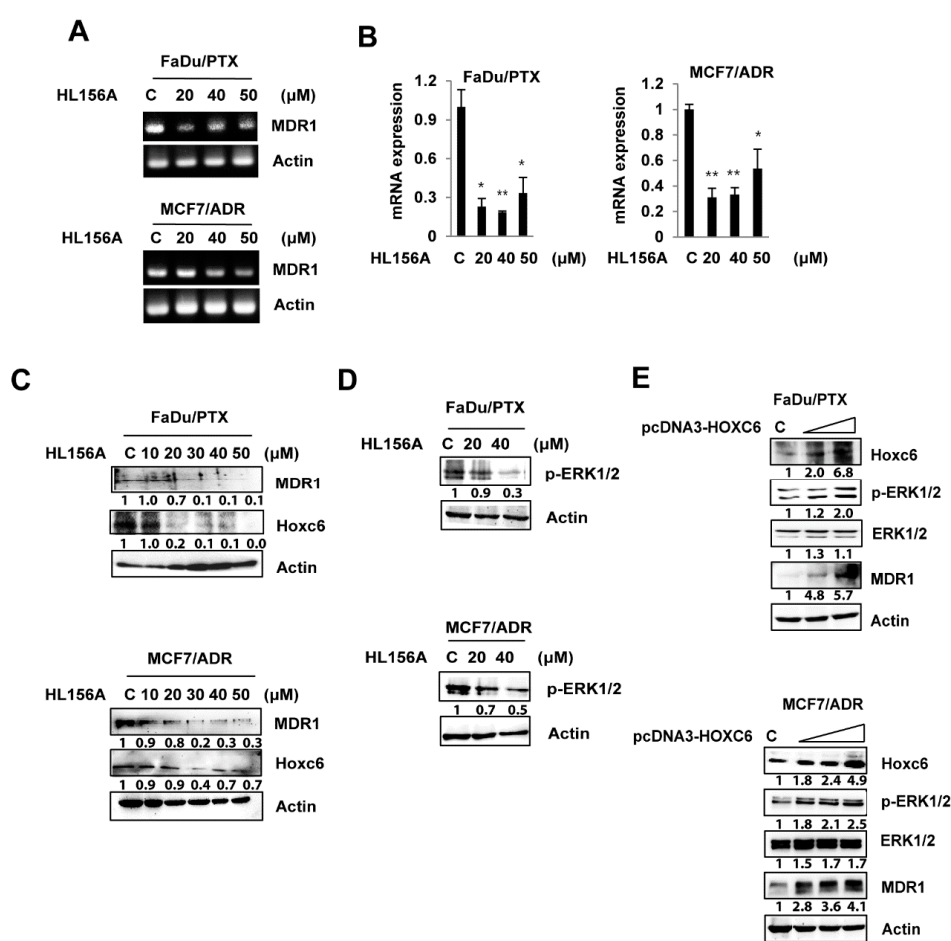 A
FaDu/PTX
HL156A C 20 40 50 (µM)
MDR1
Actin
MCF7/ADR
HL156A C 20 40 50 (µM)
MDR1
Actin
B
FaDu/PTX
mRNA expression
1.2
0.9
0.6
0.3
0
* ** *
HL156A C 20 40 50 (µM)
MCF7/ADR
mRNA expression
1.2
1
0.8
0.6
0.4
0.2
0
** ** *
HL156A C 20 40 50 (µM)
C
FaDu/PTX
HL156A C 10 20 30 40 50 (µM)
MDR1
1 1.0 0.7 0.1 0.1 0.1
Hoxc6
1 1.0 0.2 0.1 0.1 0.0
Actin
MCF7/ADR
HL156A C 10 20 30 40 50 (µM)
MDR1
1 0.9 0.8 0.2 0.3 0.3
Hoxc6
1 0.9 0.9 0.4 0.7 0.7
Actin
D
FaDu/PTX
HL156A C 20 40 (µM)
p-ERK1/2
1 0.9 0.3
Actin
MCF7/ADR
HL156A C 20 40 (µM)
p-ERK1/2
1 0.7 0.5
Actin
E
FaDu/PTX
pcDNA3-HOXC6 C
Hoxc6
1 2.0 6.8
p-ERK1/2
1 1.2 2.0
ERK1/2
1 1.3 1.1
MDR1
1 4.8 5.7
Actin
MCF7/ADR
pcDNA3-HOXC6 C
Hoxc6
1 1.8 2.4 4.9
p-ERK1/2
1 1.8 2.1 2.5
ERK1/2
1 1.5 1.7 1.7
MDR1
1 2.8 3.6 4.1
Actin